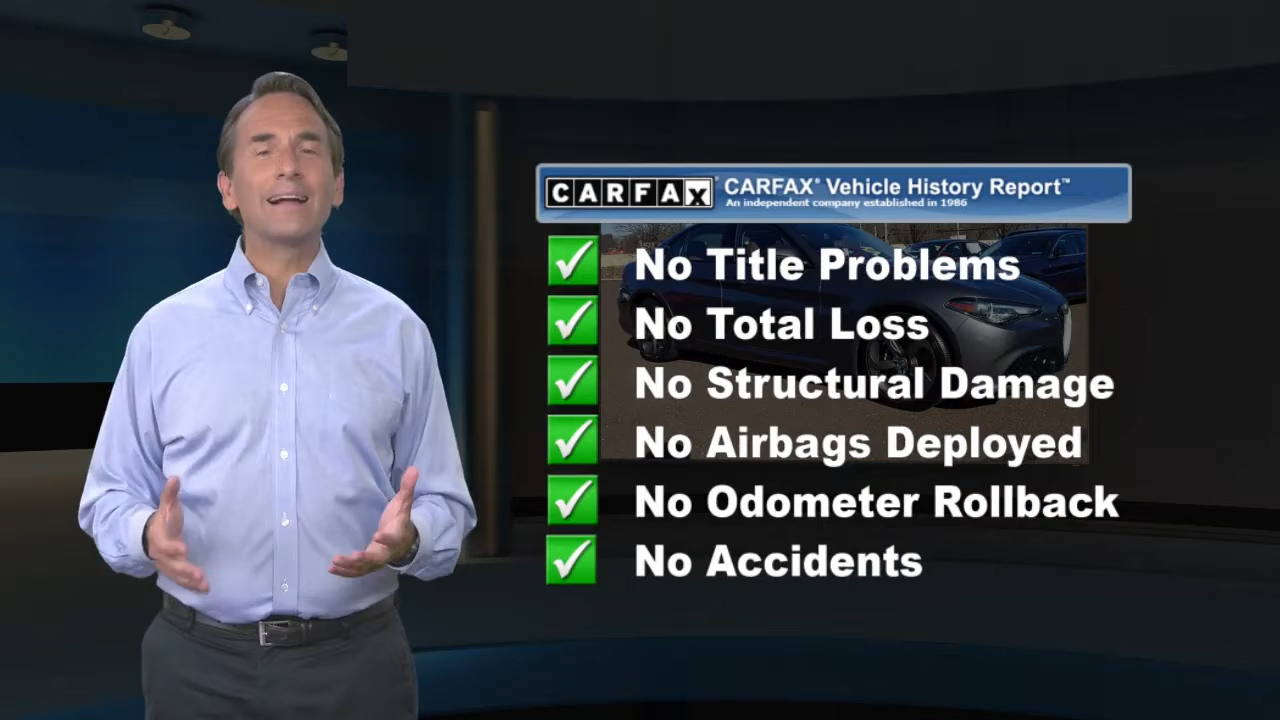 CARFAX® CARFAX® Vehicle History Report™
An independent company established in 1986
No Title Problems
No Total Loss
No Structural Damage
No Airbags Deployed
No Odometer Rollback
No Accidents